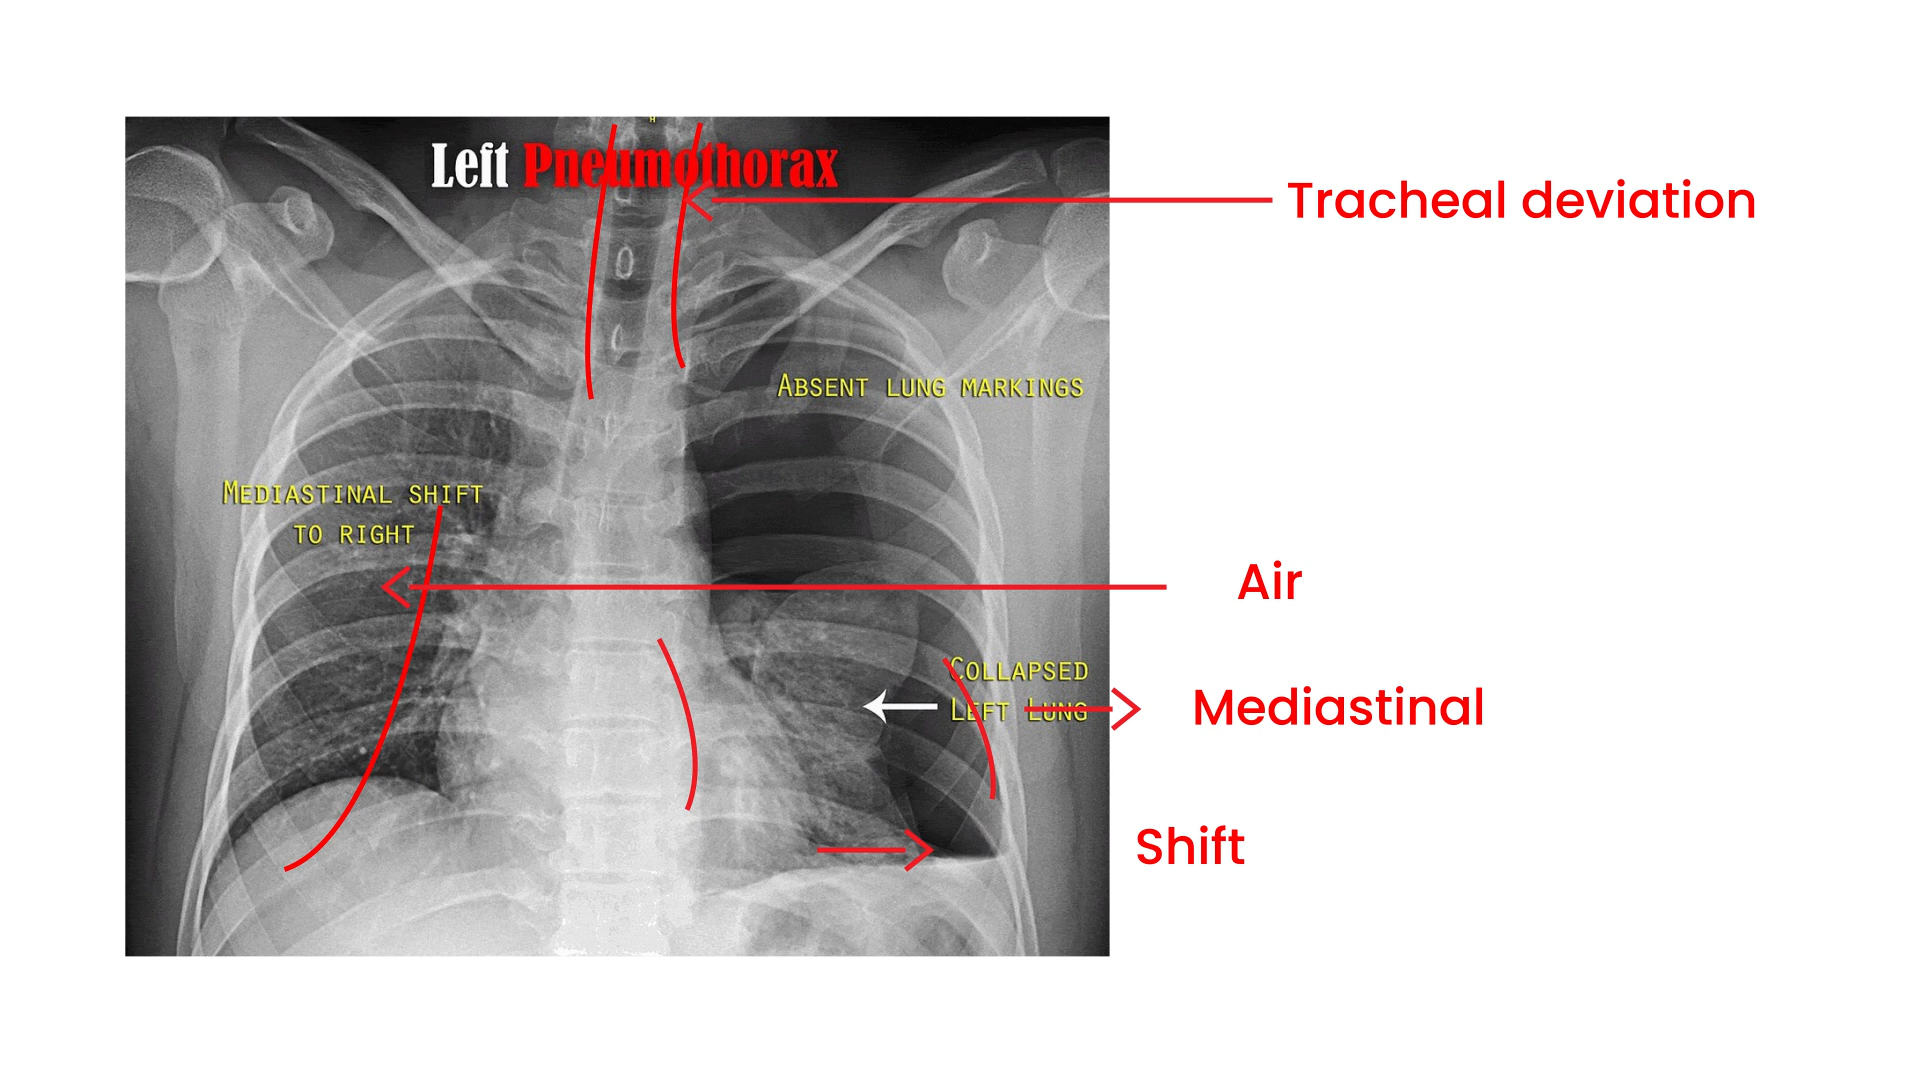 H
Left Pneumothorax
Tracheal deviation
ABSENT LUNG MARKINGS
MEDIASTINAL SHIFT
TO RIGHT
Air
COLLAPSED
LEFT LUNG
Mediastinal
Shift